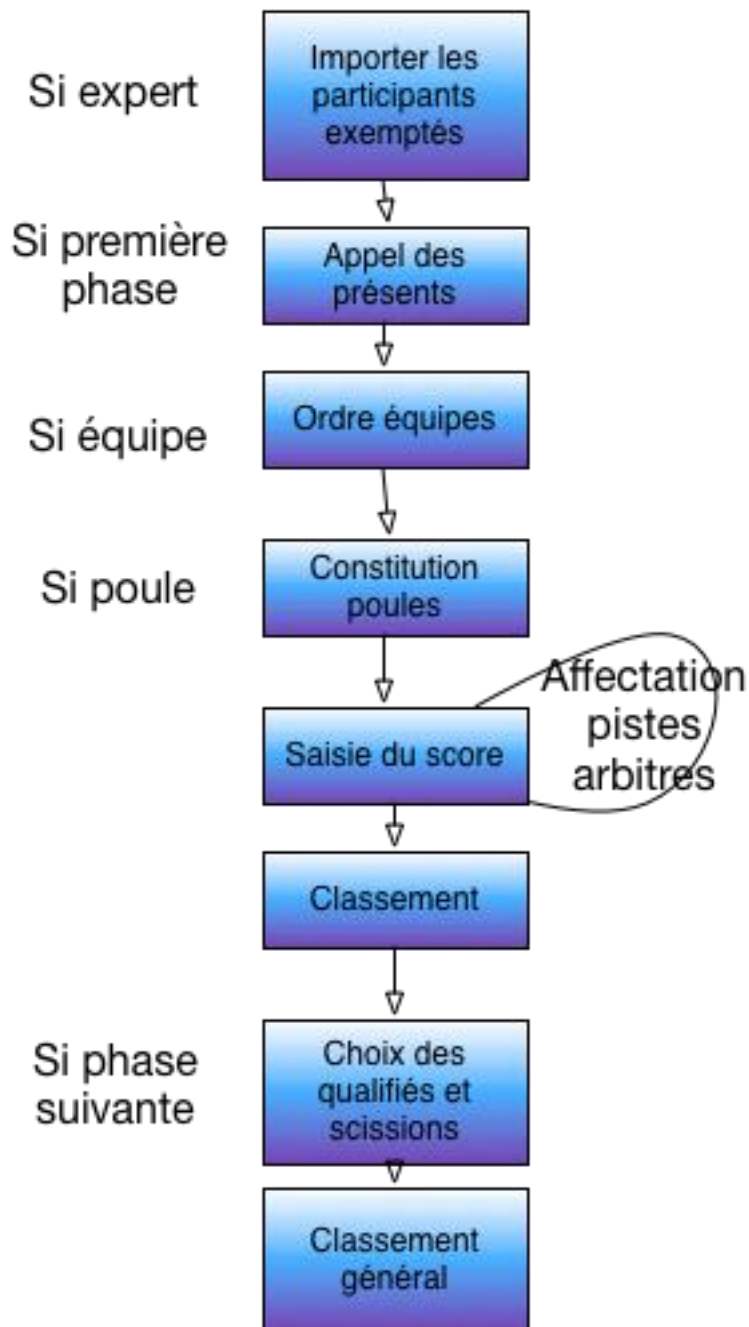 Si expert
Importer les
participants
exemptés
Si première
phase
Appel des
présents
Si équipe
Ordre équipes
Si poule
Constitution
poules
Saisie du score
Affectation
pistes
arbitres
Classement
Si phase
suivante
Choix des
qualifiés et
scissions
Classement
général